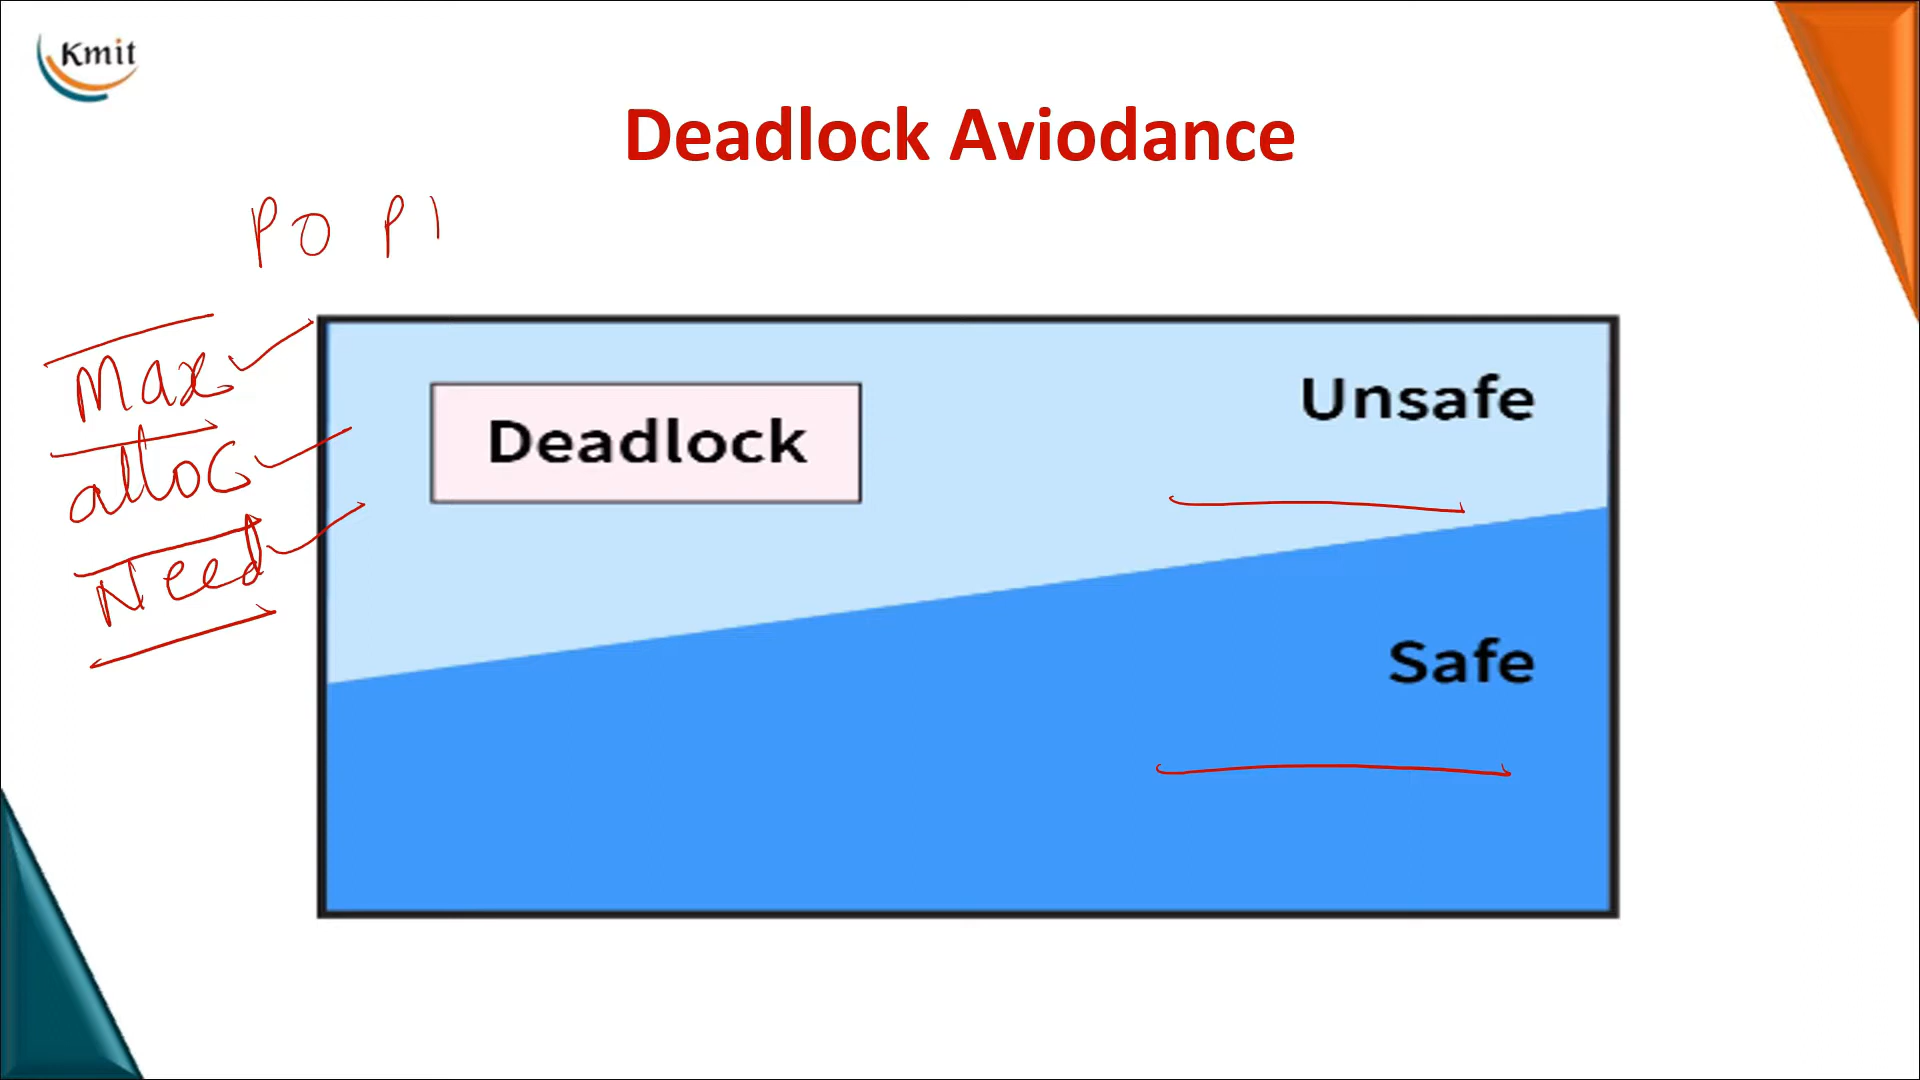 Kmit
Deadlock Aviodance
P0 P1
Max
alloc
Need
Deadlock
Unsafe
Safe